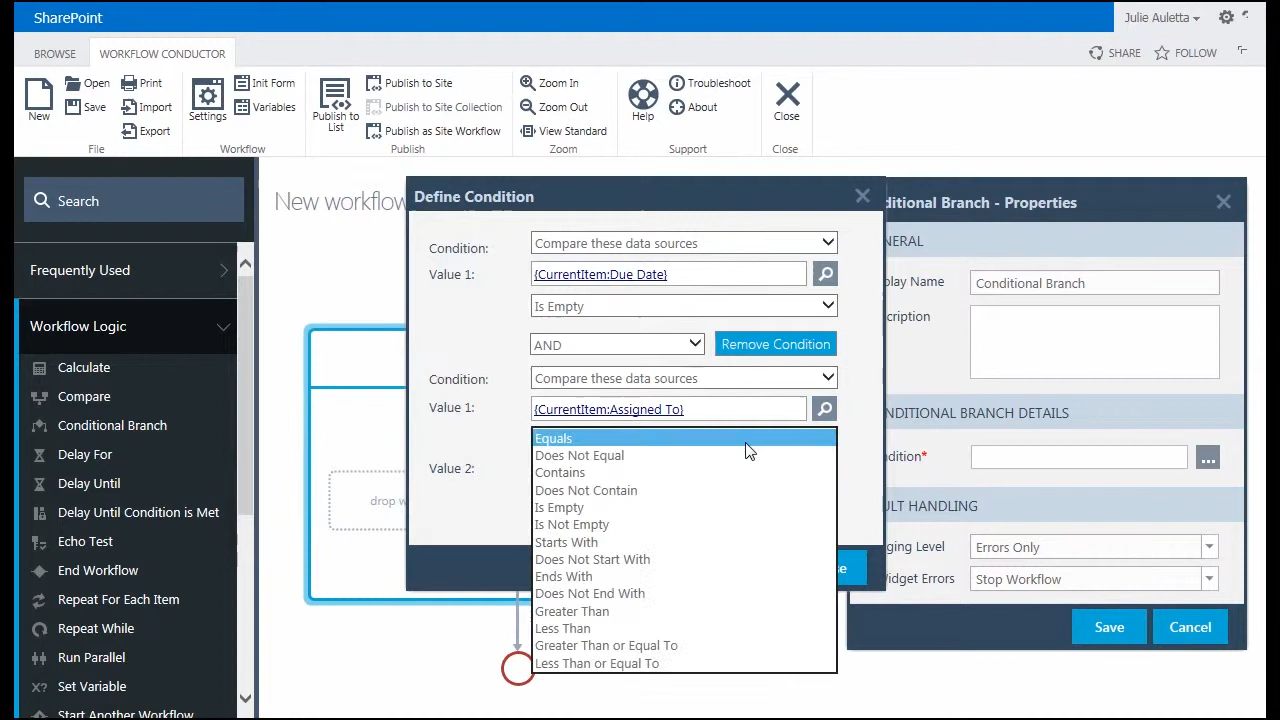 SharePoint
Julie Auletta
BROWSE
WORKFLOW CONDUCTOR
SHARE
FOLLOW
New
Open
Save
Print
Import
Export
File
Settings
Init Form
Variables
Workflow
Publish to
List
Publish to Site
Publish to Site Collection
Publish as Site Workflow
Publish
Zoom In
Zoom Out
View Standard
Zoom
Help
Troubleshoot
About
Support
Close
Close
Search
Frequently Used
Workflow Logic
Calculate
Compare
Conditional Branch
Delay For
Delay Until
Delay Until Condition is Met
Echo Test
End Workflow
Repeat For Each Item
Repeat While
Run Parallel
Set Variable
Start Another Workflow
New workflow
drop w
Define Condition
Condition:
Compare these data sources
Value 1:
{CurrentItem:Due Date}
Is Empty
AND
Remove Condition
Condition:
Compare these data sources
Value 1:
{CurrentItem:Assigned To}
Value 2:
Equals
Does Not Equal
Contains
Does Not Contain
Is Empty
Is Not Empty
Starts With
Does Not Start With
Ends With
Does Not End With
Greater Than
Less Than
Greater Than or Equal To
Less Than or Equal To
ditional Branch - Properties
NERAL
play Name
Conditional Branch
cription
NDITIONAL BRANCH DETAILS
dition*
...
ULT HANDLING
ging Level
Errors Only
Widget Errors
Stop Workflow
Save
Cancel